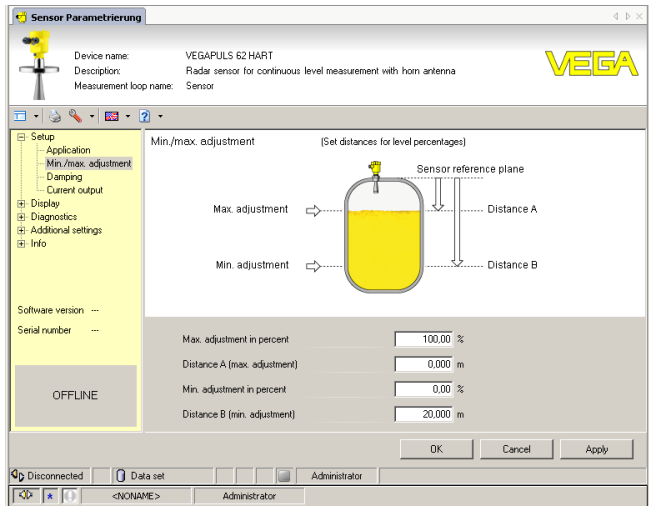 Sensor Parametrierung
Device name: VEGAPULS 62 HART
Description: Radar sensor for continuous level measurement with horn antenna
Measurement loop name: Sensor
VEGA
Setup
Application
Min./max. adjustment
Damping
Current output
Display
Diagnostics
Additional settings
Info
Software version ---
Serial number ---
OFFLINE
Min./max. adjustment (Set distances for level percentages)
Sensor reference plane
Max. adjustment Distance A
Min. adjustment Distance B
Max. adjustment in percent 100,00 %
Distance A (max. adjustment) 0,000 m
Min. adjustment in percent 0,00 %
Distance B (min. adjustment) 20,000 m
OK Cancel Apply
Disconnected Data set Administrator
<NONAME> Administrator